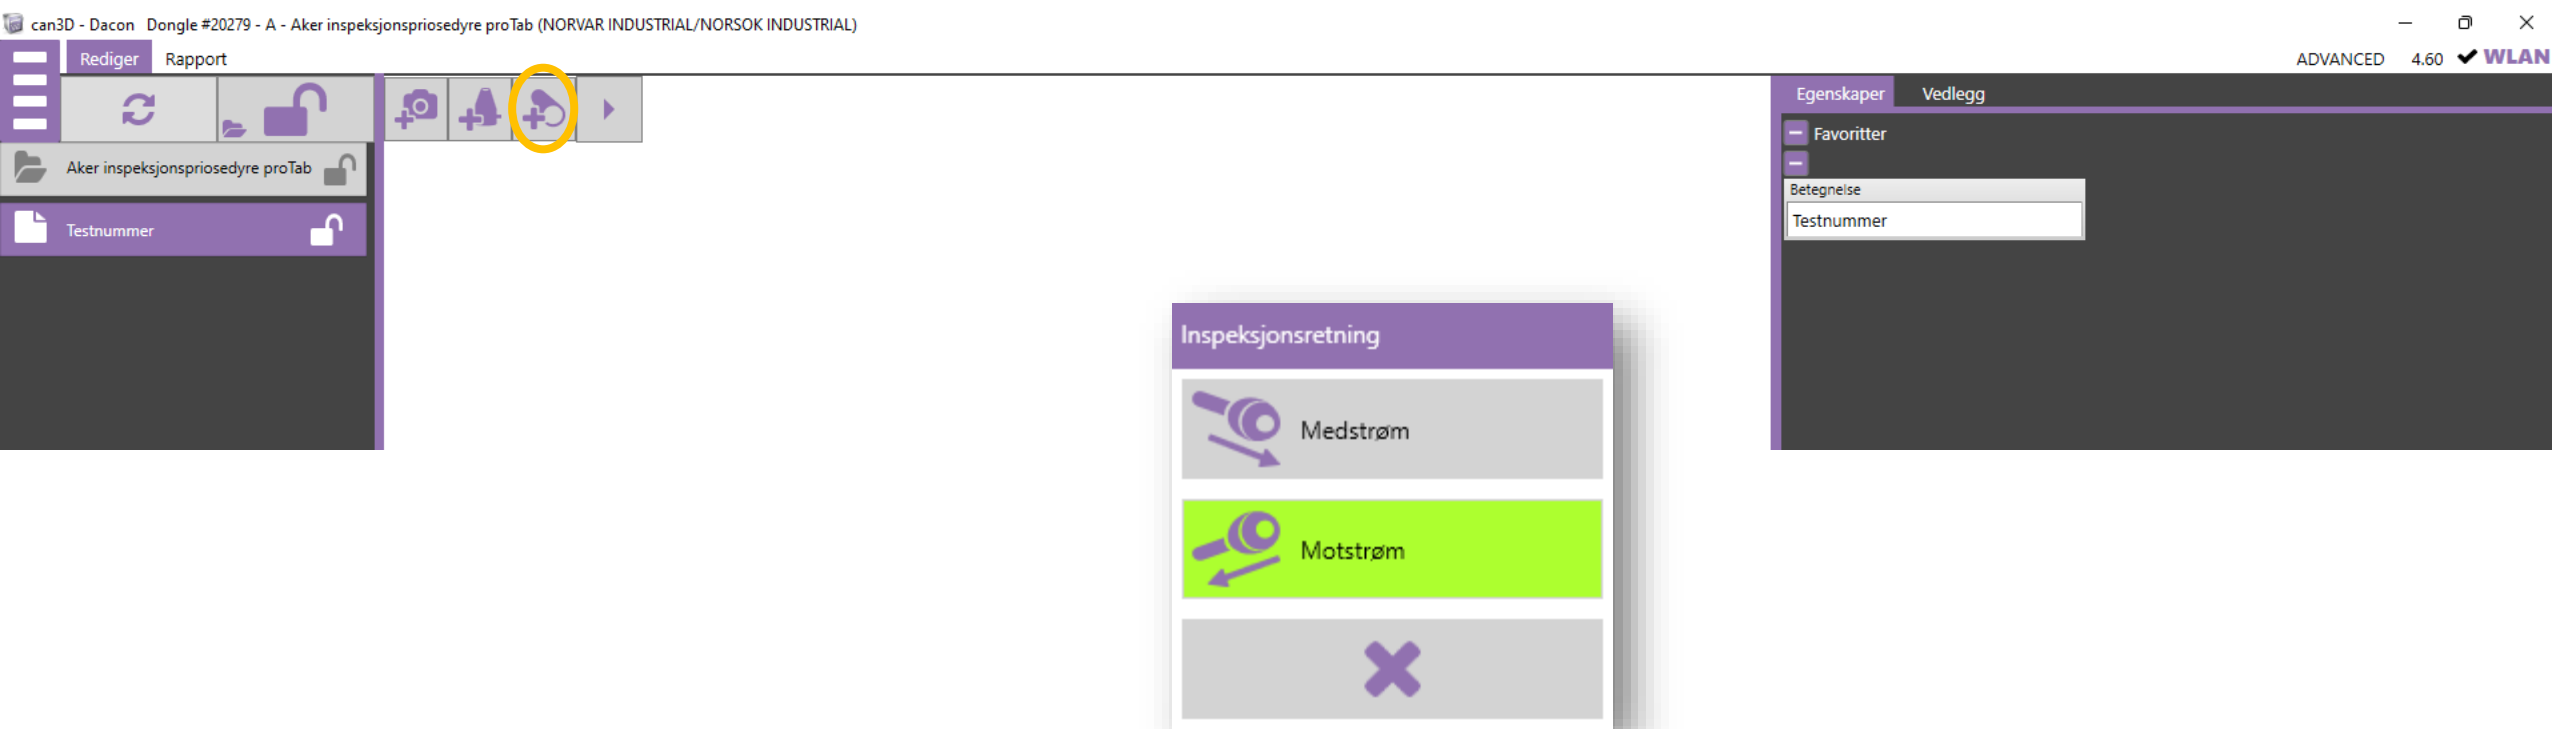 can3D - Dacon Dongle #20279 - A - Aker inspeksjonspriosedyre proTab (NORVAR INDUSTRIAL/NORSOK INDUSTRIAL)
Rediger Rapport
ADVANCED 4.60 WLAN
Egenskaper Vedlegg
Favoritter
Aker inspeksjonspriosedyre proTab
Betegnelse
Testnummer
Testnummer
Inspeksjonsretning
Medstrøm
Motstrøm